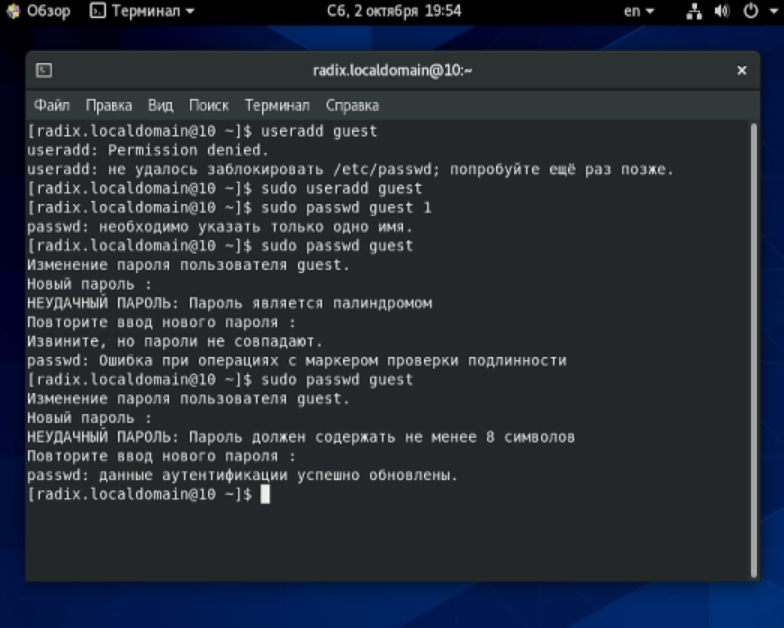 Обзор Терминал Сб, 2 октября 19:54 en
radix.localdomain@10:~
Файл Правка Вид Поиск Терминал Справка
[radix.localdomain@10 ~]$ useradd guest
useradd: Permission denied.
useradd: не удалось заблокировать /etc/passwd; попробуйте ещё раз позже.
[radix.localdomain@10 ~]$ sudo useradd guest
[radix.localdomain@10 ~]$ sudo passwd guest 1
passwd: необходимо указать только одно имя.
[radix.localdomain@10 ~]$ sudo passwd guest
Изменение пароля пользователя guest.
Новый пароль :
НЕУДАЧНЫЙ ПАРОЛЬ: Пароль является палиндромом
Повторите ввод нового пароля :
Извините, но пароли не совпадают.
passwd: Ошибка при операциях с маркером проверки подлинности
[radix.localdomain@10 ~]$ sudo passwd guest
Изменение пароля пользователя guest.
Новый пароль :
НЕУДАЧНЫЙ ПАРОЛЬ: Пароль должен содержать не менее 8 символов
Повторите ввод нового пароля :
passwd: данные аутентификации успешно обновлены.
[radix.localdomain@10 ~]$